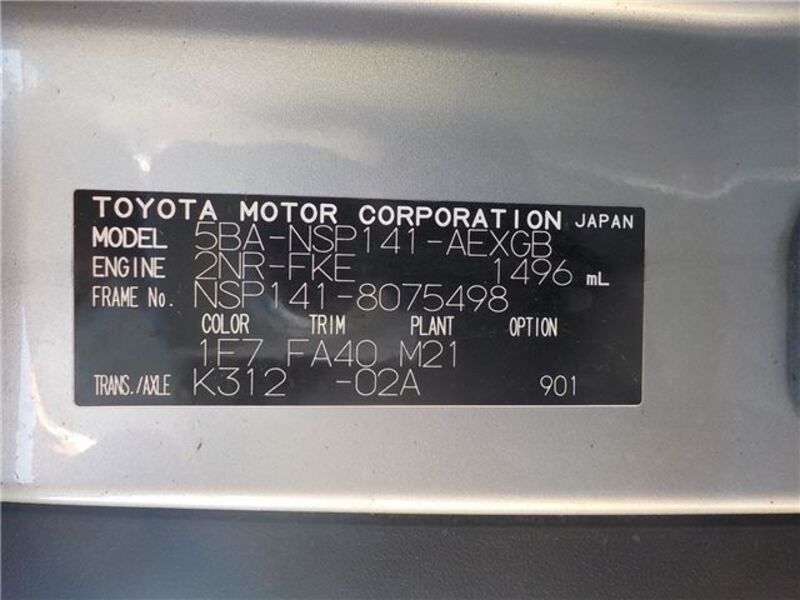 TOYOTA MOTOR CORPORATION JAPAN
MODEL 5BA-NSP141-AEXGB
ENGINE 2NR-FKE 1496 mL
FRAME No. NSP141-8075498
COLOR TRIM PLANT OPTION
1F7 FA40 M21
TRANS./AXLE K312 -02A 901